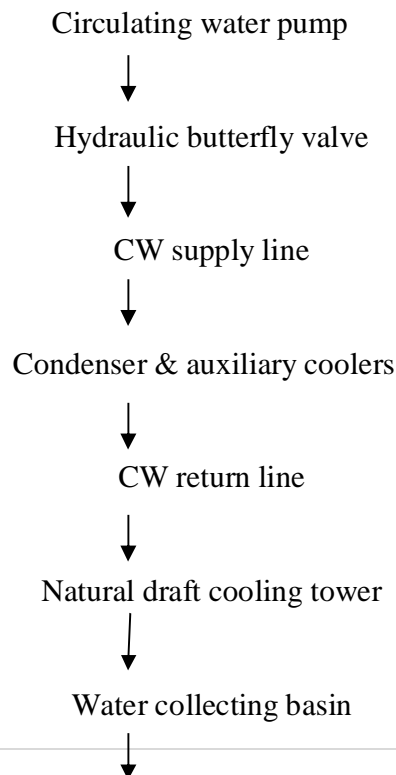 Circulating water pump
Hydraulic butterfly valve
CW supply line
Condenser & auxiliary coolers
CW return line
Natural draft cooling tower
Water collecting basin